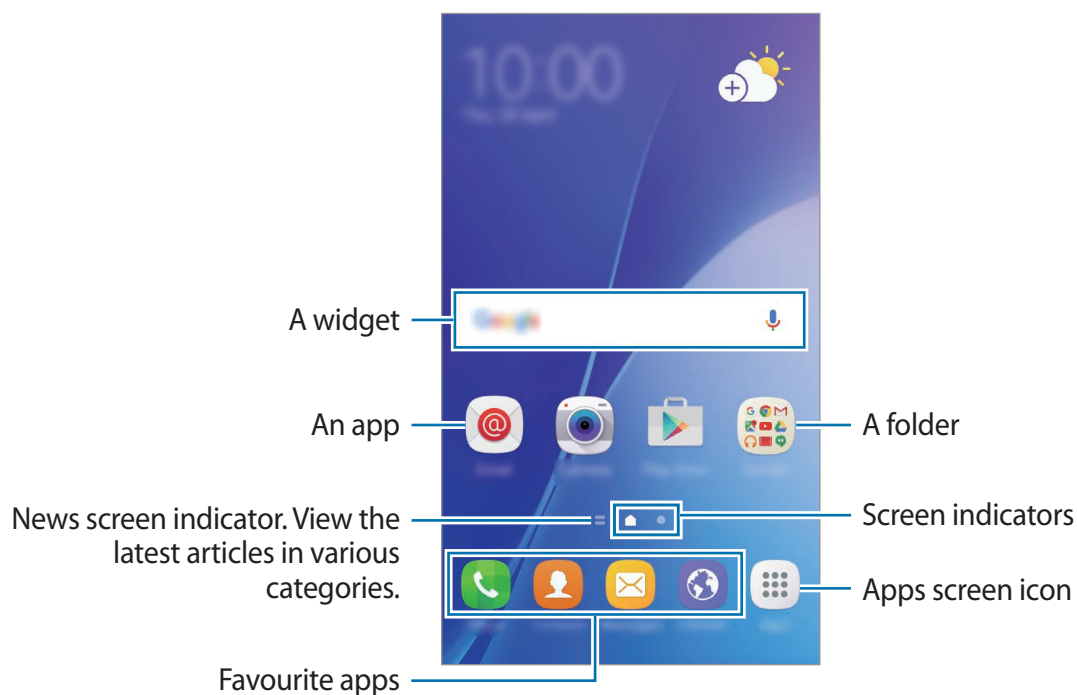 10:00
A widget
An app
A folder
News screen indicator. View the
latest articles in various
categories.
Screen indicators
Apps screen icon
Favourite apps